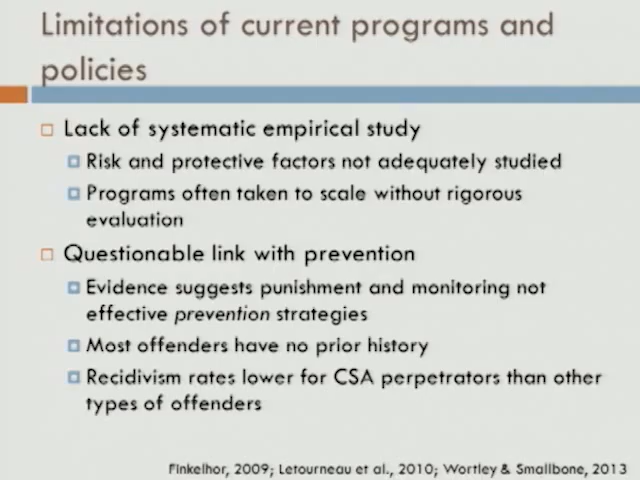 Limitations of current programs and
policies
Lack of systematic empirical study
Risk and protective factors not adequately studied
Programs often taken to scale without rigorous
evaluation
Questionable link with prevention
Evidence suggests punishment and monitoring not
effective prevention strategies
Most offenders have no prior history
Recidivism rates lower for CSA perpetrators than other
types of offenders
Finkelhor, 2009; Letourneau et al., 2010; Wortley & Smallbone, 2013